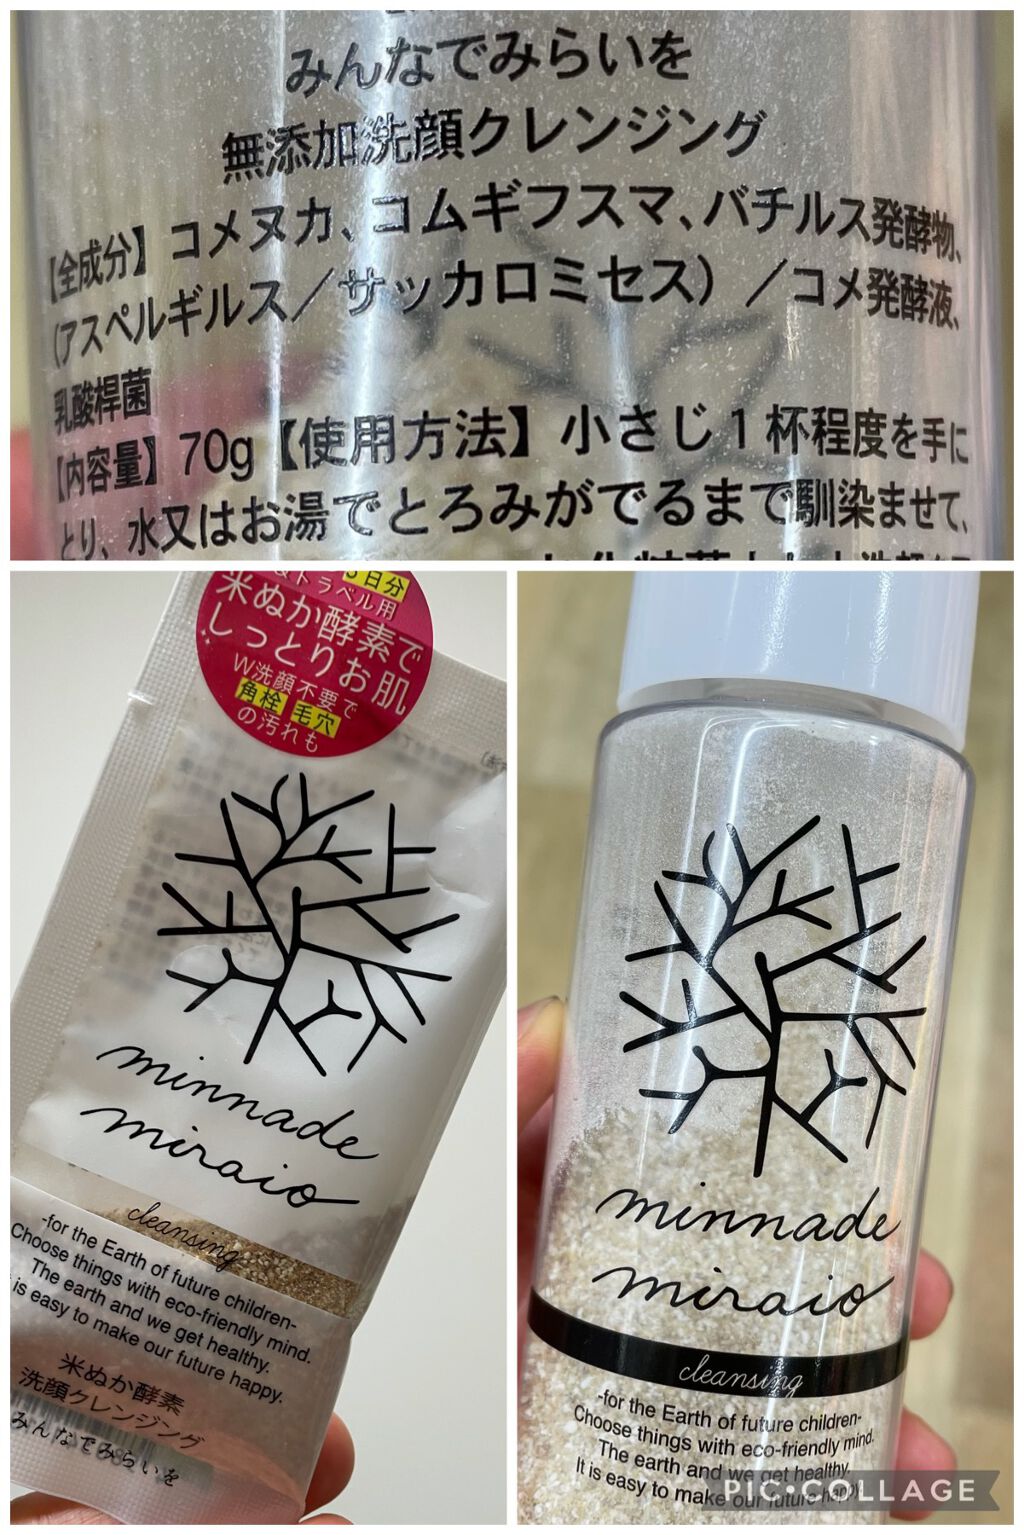 みんなでみらいを
無添加洗顔クレンジング
【全成分】コメヌカ、コムギフスマ、バチルス発酵物、
(アスペルギルス/サッカロミセス)/コメ発酵液、
乳酸桿菌
【内容量】70g【使用方法】小さじ1杯程度を手に
とり、水又はお湯でとろみがでるまで馴染ませて、
日分
トラベル用
米ぬか酵素で
しっとりお肌
W洗顔不要で
角栓 毛穴
の汚れも
minnade
miraio
cleansing
-for the Earth of future children-
Choose things with eco-friendly mind.
The earth and we get healthy.
is easy to make our future happy.
米ぬか酵素
洗顔クレンジング
みんなでみらいを
minnade
miraio
cleansing
-for the Earth of future children-
Choose things with eco-friendly mind.
The earth and we get healthy.
It is easy to make our future happy.
PIC•COLLAGE